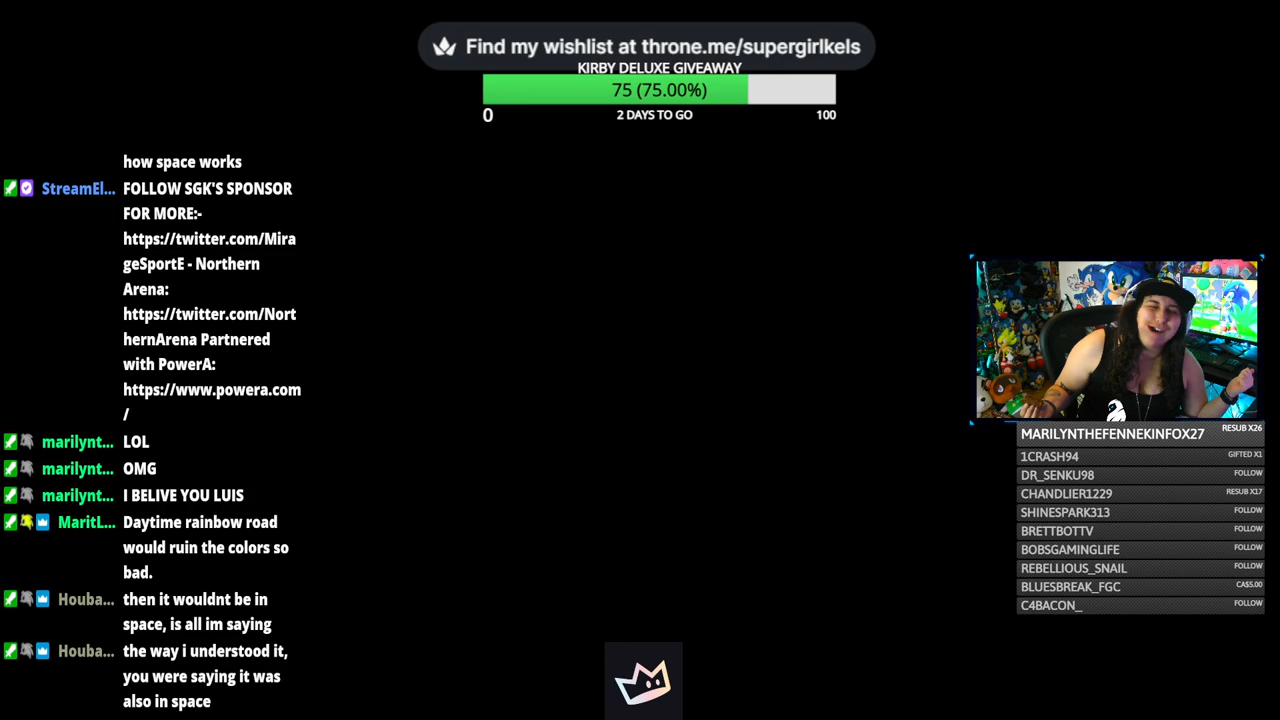 Find my wishlist at throne.me/supergirlkels
KIRBY DELUXE GIVEAWAY
75 (75.00%)
0
2 DAYS TO GO
100
how space works
StreamEl... FOLLOW SGK'S SPONSOR
FOR MORE:-
https://twitter.com/Mira
geSportE - Northern
Arena:
https://twitter.com/Nort
hernArena Partnered
with PowerA:
https://www.powera.com
/
marilynt... LOL
marilynt... OMG
marilynt... I BELIVE YOU LUIS
MaritL... Daytime rainbow road
would ruin the colors so
bad.
Houba... then it wouldnt be in
space, is all im saying
Houba... the way i understood it,
you were saying it was
also in space
MARILYNTHEFENNEKINFOX27 RESUB X26
1CRASH94 GIFTED X1
DR_SENKU98 FOLLOW
CHANDLIER1229 RESUB X17
SHINESPARK313 FOLLOW
BRETTBOTTV FOLLOW
BOBSGAMINGLIFE FOLLOW
REBELLIOUS_SNAIL FOLLOW
BLUESBREAK_FGC CA$5.00
C4BACON_ FOLLOW